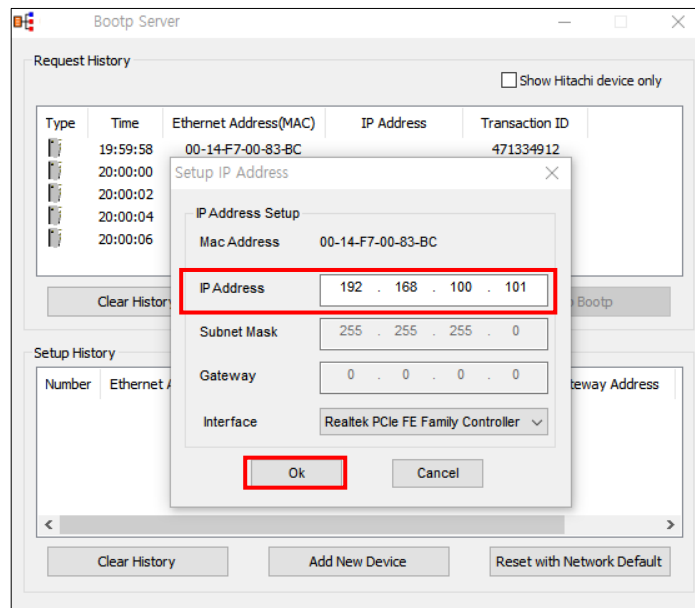 Bootp Server
Request History
Show Hitachi device only
Type Time Ethernet Address(MAC) IP Address Transaction ID
19:59:58 00-14-F7-00-83-BC 471334912
20:00:00
20:00:02
20:00:04
20:00:06
Setup IP Address
IP Address Setup
Mac Address 00-14-F7-00-83-BC
IP Address 192 . 168 . 100 . 101
Subnet Mask 255 . 255 . 255 . 0
Gateway 0 . 0 . 0 . 0
Interface Realtek PCIe FE Family Controller
Ok Cancel
Clear Bootp
Setup History
Number Ethernet Address
Clear History Add New Device Reset with Network Default